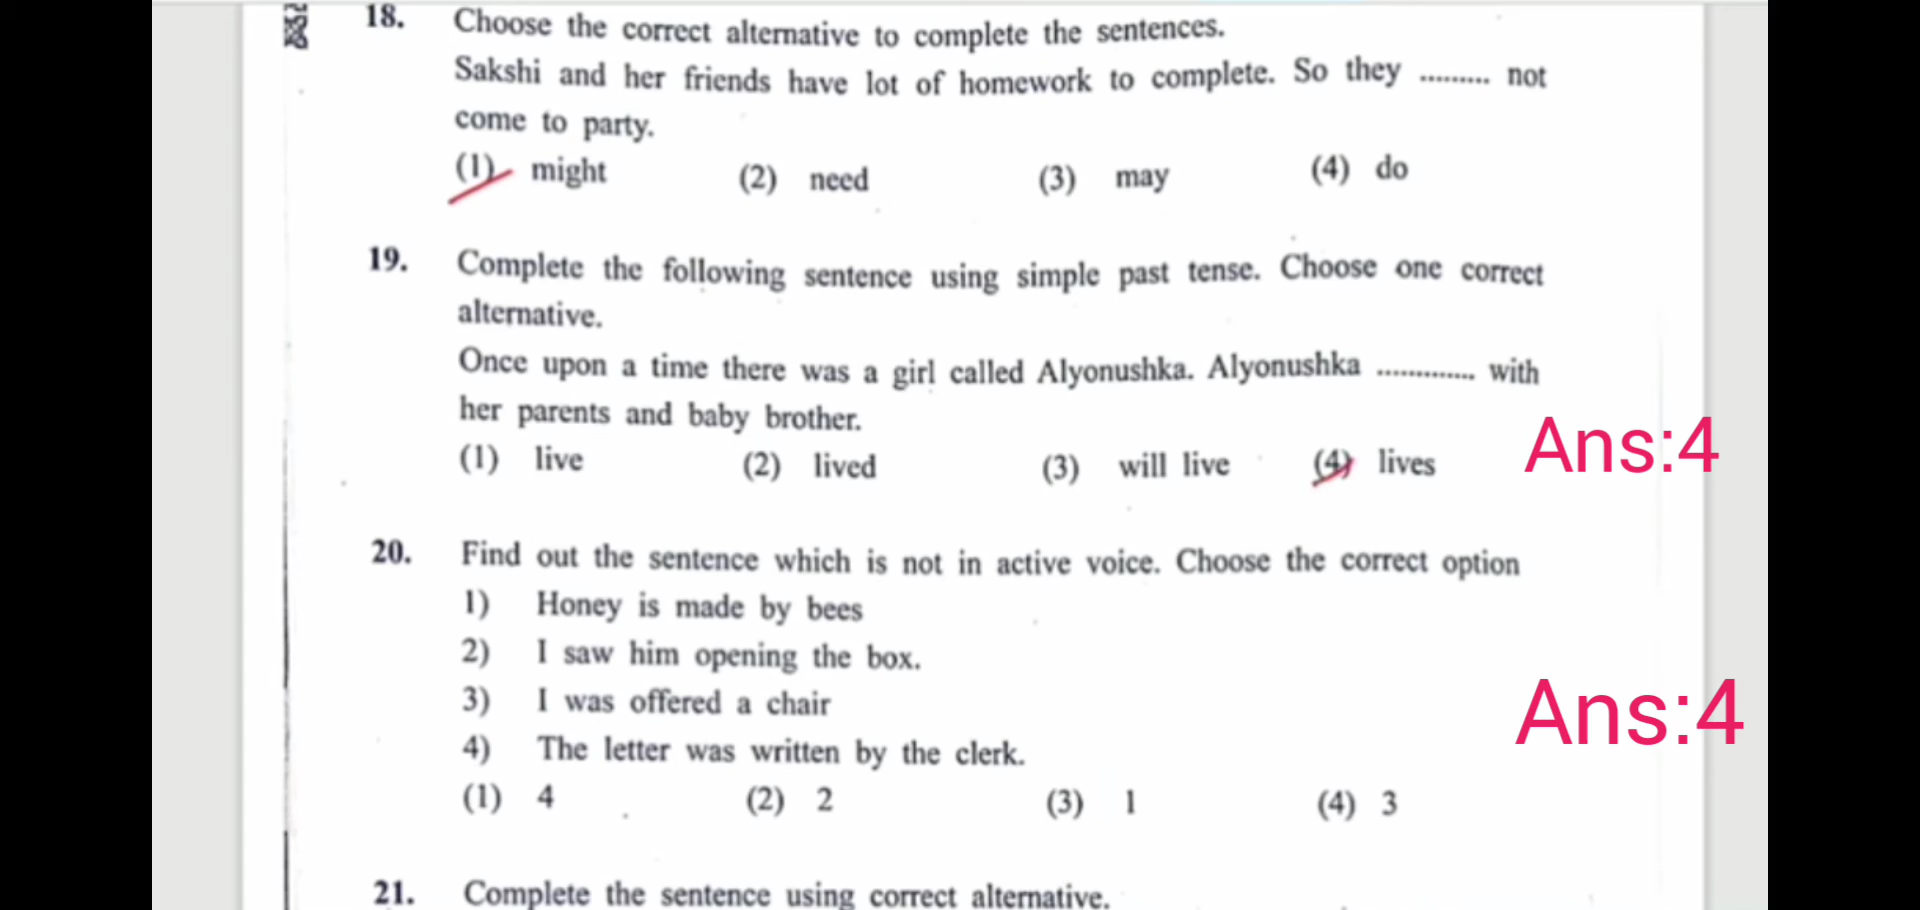 18. Choose the correct alternative to complete the sentences.
Sakshi and her friends have lot of homework to complete. So they ......... not
come to party.
(1) might (2) need (3) may (4) do
19. Complete the following sentence using simple past tense. Choose one correct
alternative.
Once upon a time there was a girl called Alyonushka. Alyonushka ............. with
her parents and baby brother.
(1) live (2) lived (3) will live (4) lives
Ans:4
20. Find out the sentence which is not in active voice. Choose the correct option
1) Honey is made by bees
2) I saw him opening the box.
3) I was offered a chair
4) The letter was written by the clerk.
Ans:4
(1) 4 (2) 2 (3) 1 (4) 3
21. Complete the sentence using correct alternative.